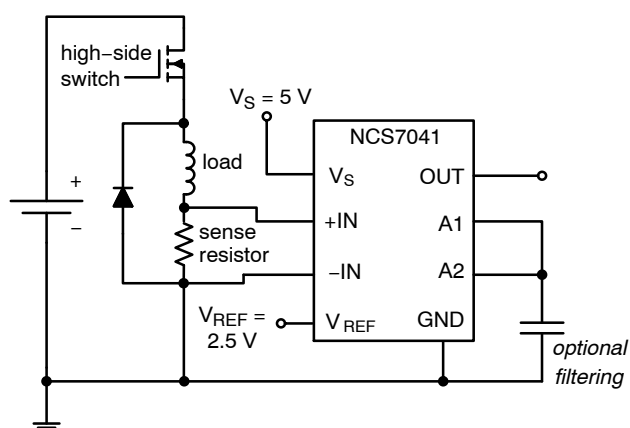 high−side
switch
V_S = 5 V
NCS7041
load
V_S
OUT
+
+IN
A1
−
sense
resistor
−IN
A2
V_REF =
2.5 V
V_REF
GND
optional
filtering